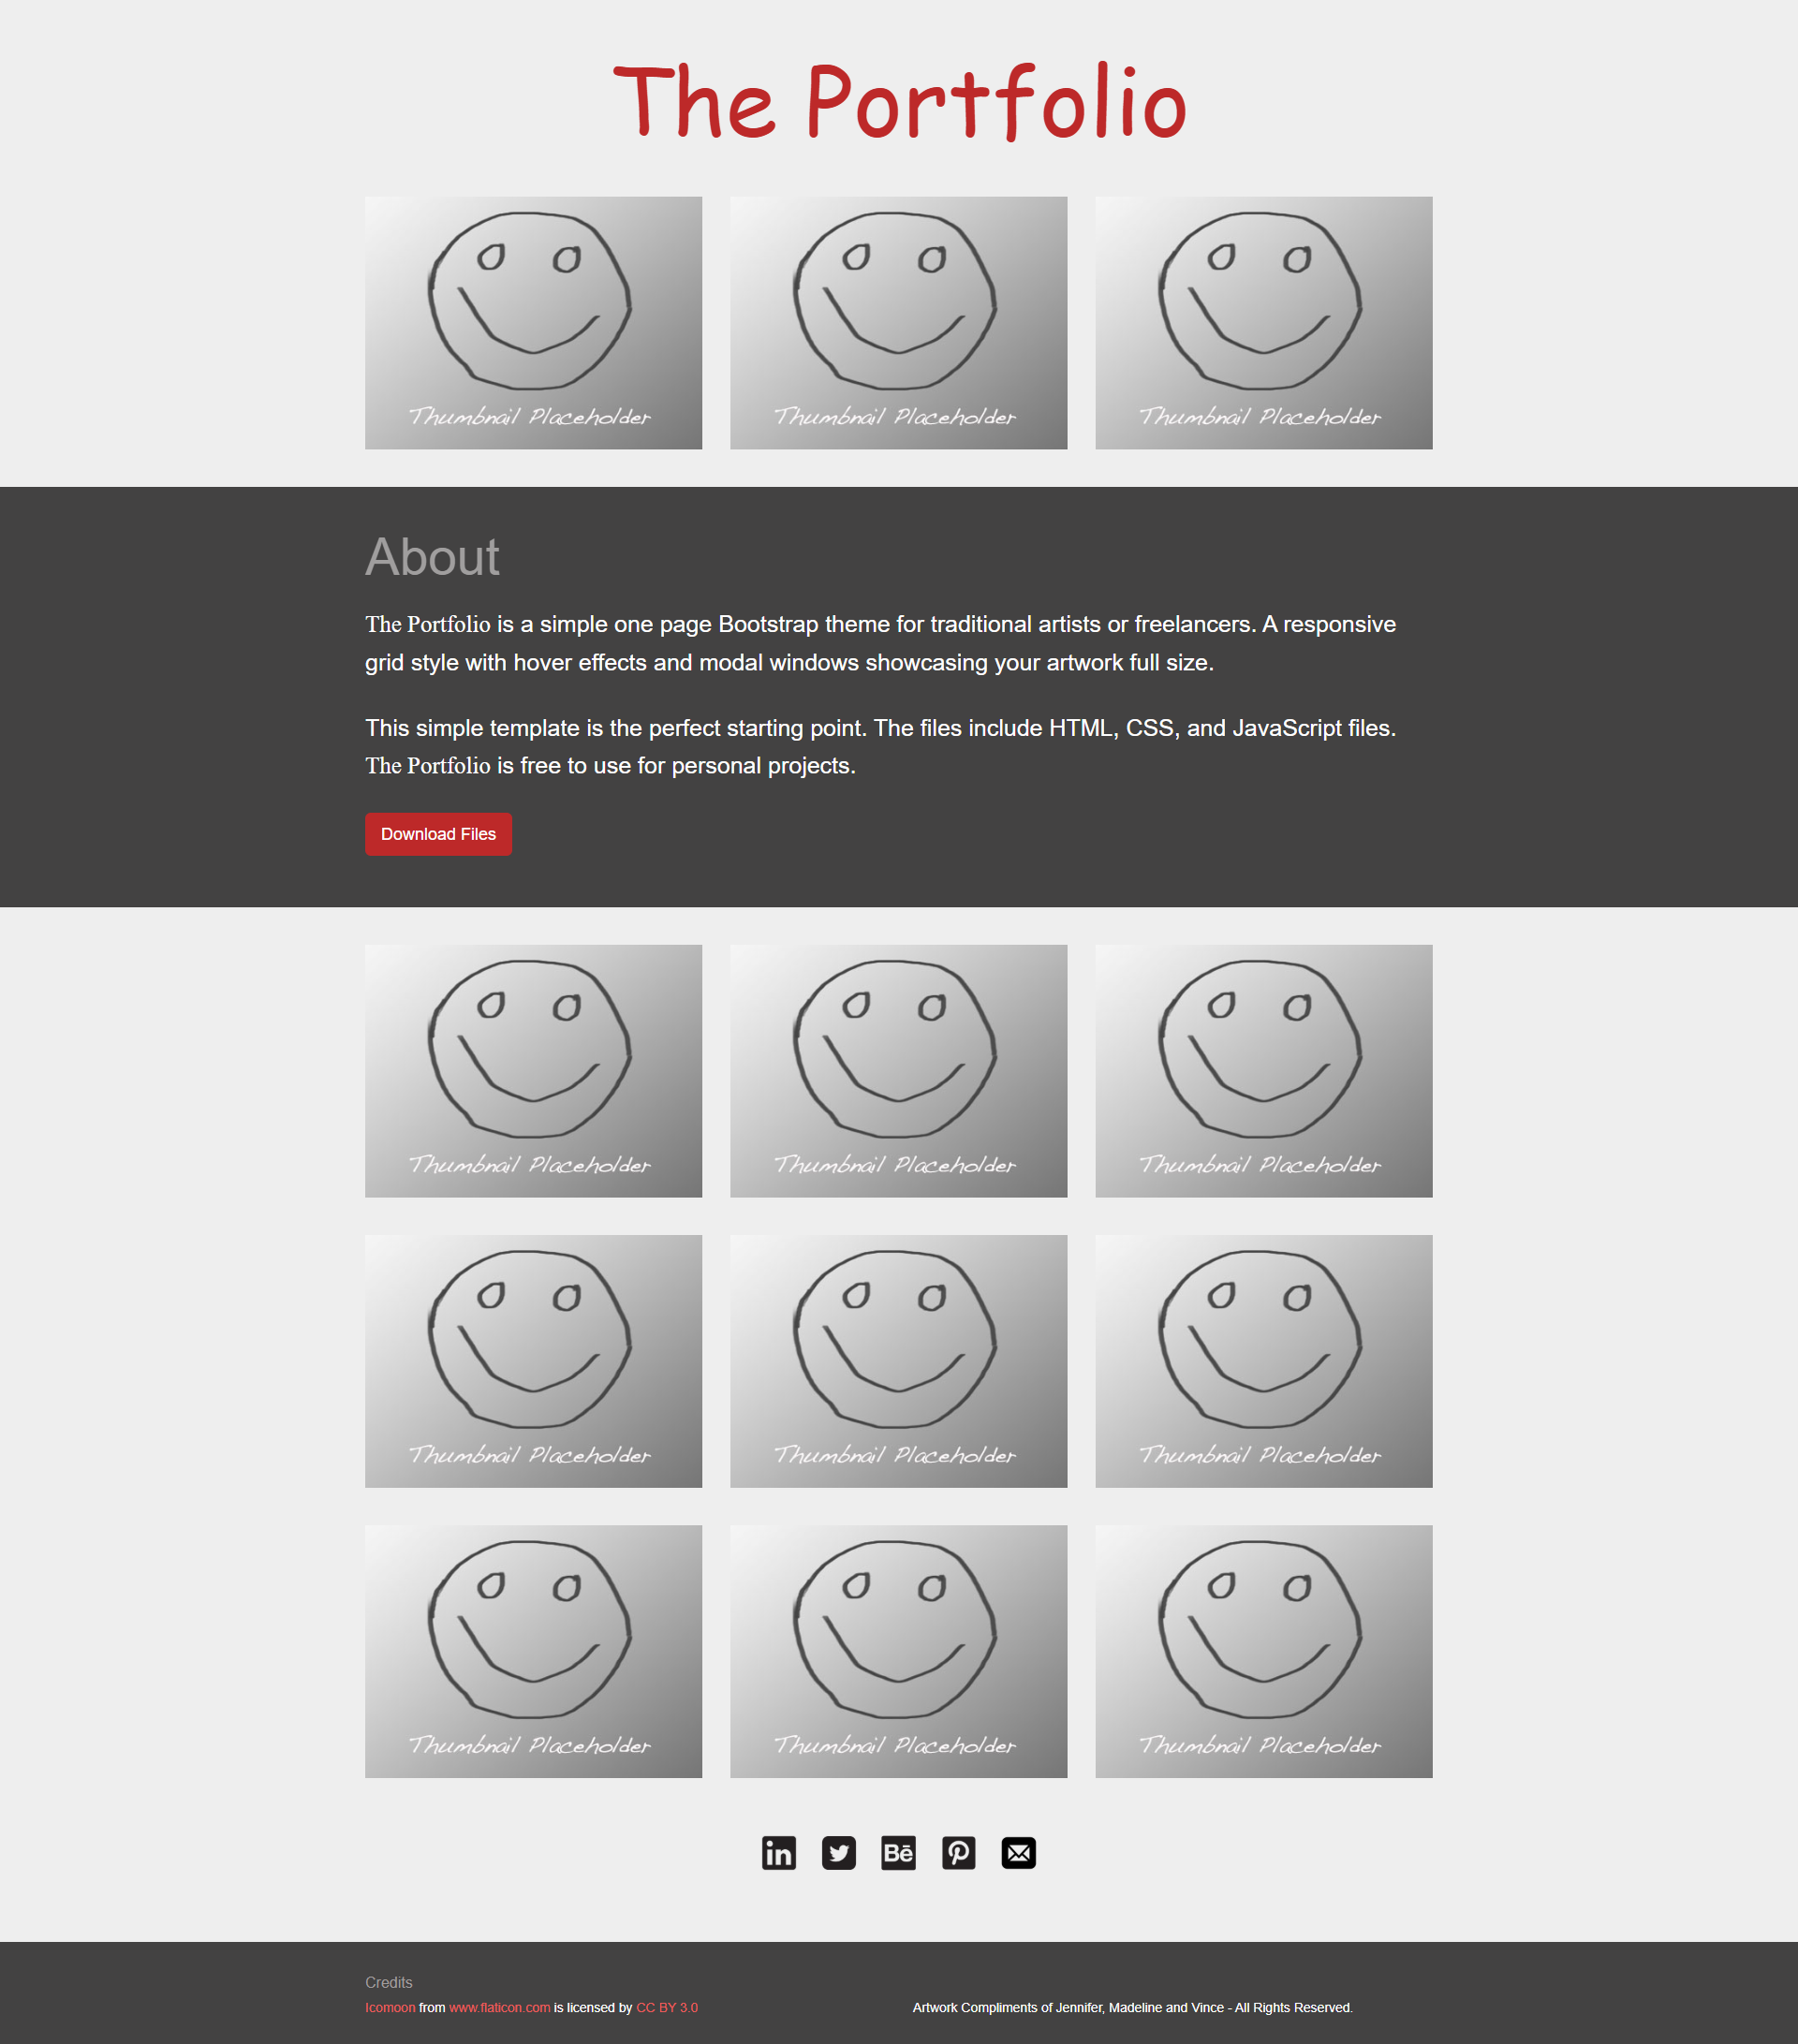 The Portfolio
Thumbnail Placeholder
Thumbnail Placeholder
Thumbnail Placeholder
About
The Portfolio is a simple one page Bootstrap theme for traditional artists or freelancers. A responsive
grid style with hover effects and modal windows showcasing your artwork full size.
This simple template is the perfect starting point. The files include HTML, CSS, and JavaScript files.
The Portfolio is free to use for personal projects.
Download Files
Thumbnail Placeholder
Thumbnail Placeholder
Thumbnail Placeholder
Thumbnail Placeholder
Thumbnail Placeholder
Thumbnail Placeholder
Thumbnail Placeholder
Thumbnail Placeholder
Thumbnail Placeholder
in
Bē
Credits
Icomoon from www.flaticon.com is licensed by CC BY 3.0
Artwork Compliments of Jennifer, Madeline and Vince - All Rights Reserved.